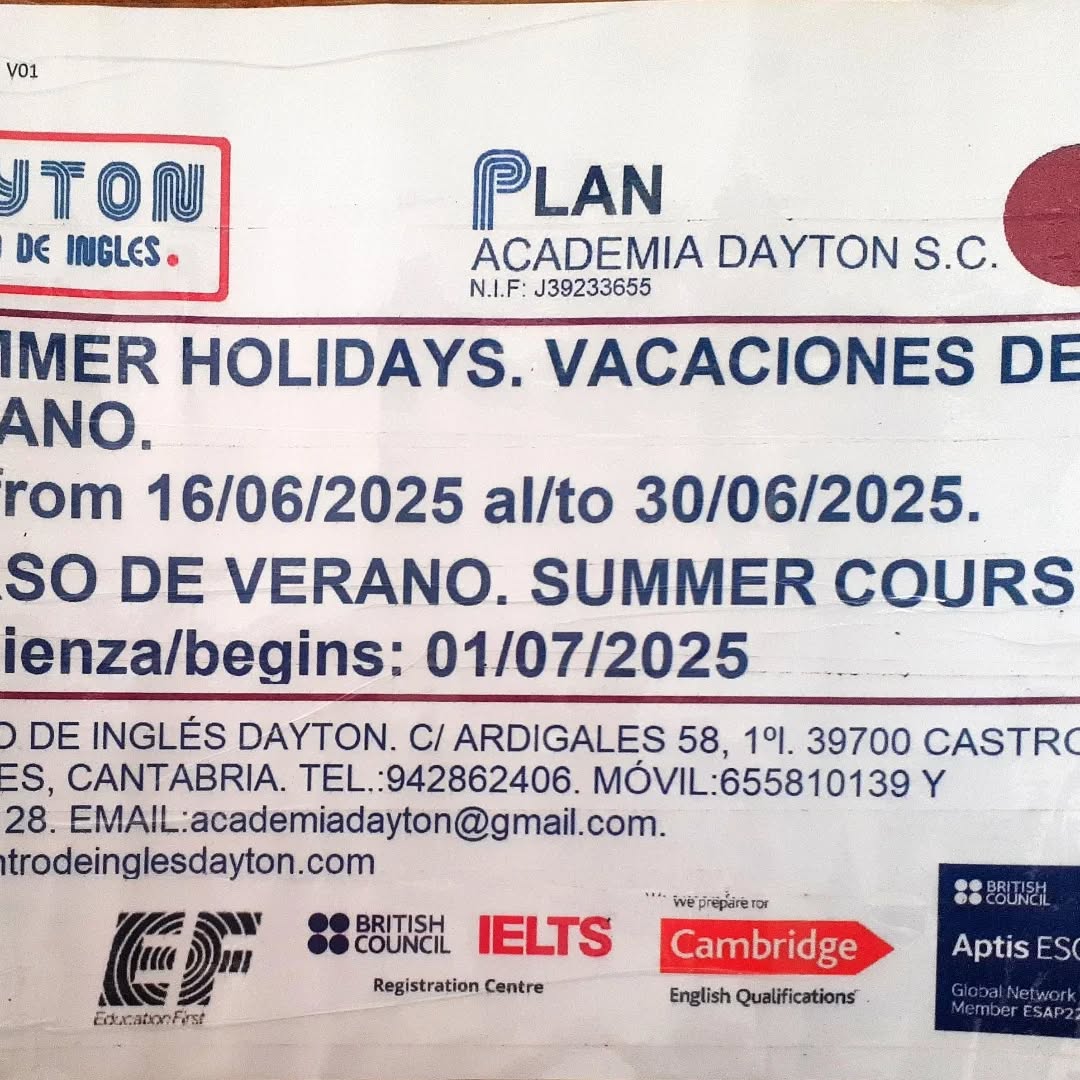 V01
YTON
DE INGLES.
PLAN
ACADEMIA DAYTON S.C.
N.I.F: J39233655
MMER HOLIDAYS. VACACIONES DE
ANO.
from 16/06/2025 al/to 30/06/2025.
SO DE VERANO. SUMMER COURS
ienza/begins: 01/07/2025
O DE INGLÉS DAYTON. C/ ARDIGALES 58, 1ºI. 39700 CASTRO
ES, CANTABRIA. TEL.:942862406. MÓVIL:655810139 Y
28. EMAIL:academiadayton@gmail.com.
ntrodeinglesdayton.com
EF
Education First
BRITISH COUNCIL
IELTS
Registration Centre
We prepare for
Cambridge
English Qualifications
BRITISH
COUNCIL
Aptis ESO
Global Network
Member ESAP22